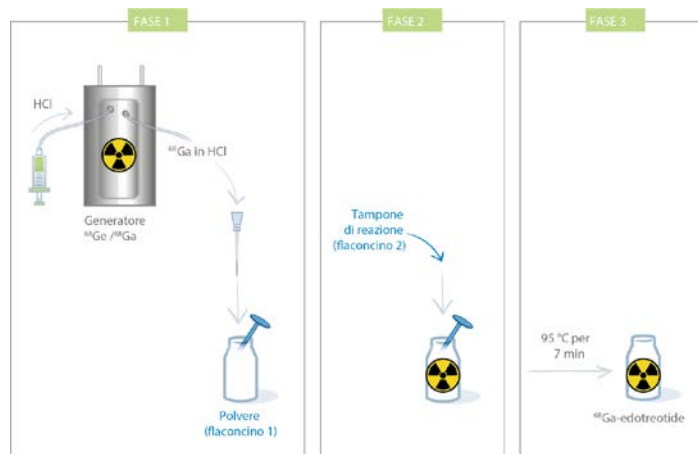 FASE 1
HCl
⁶⁸Ga in HCl
Generatore
⁶⁸Ge /⁶⁸Ga
Polvere
(flaconcino 1)
FASE 2
Tampone
di reazione
(flaconcino 2)
FASE 3
95 °C per
7 min
⁶⁸Ga-edotreotide